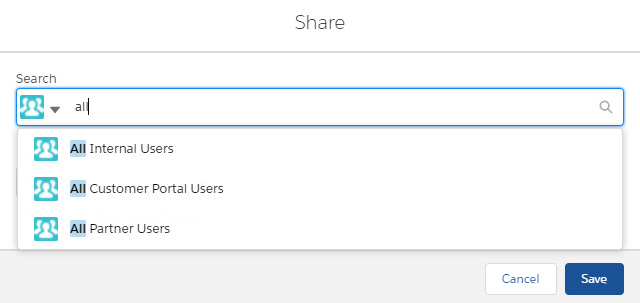 Share
Search
all
All Internal Users
All Customer Portal Users
All Partner Users
Cancel Save